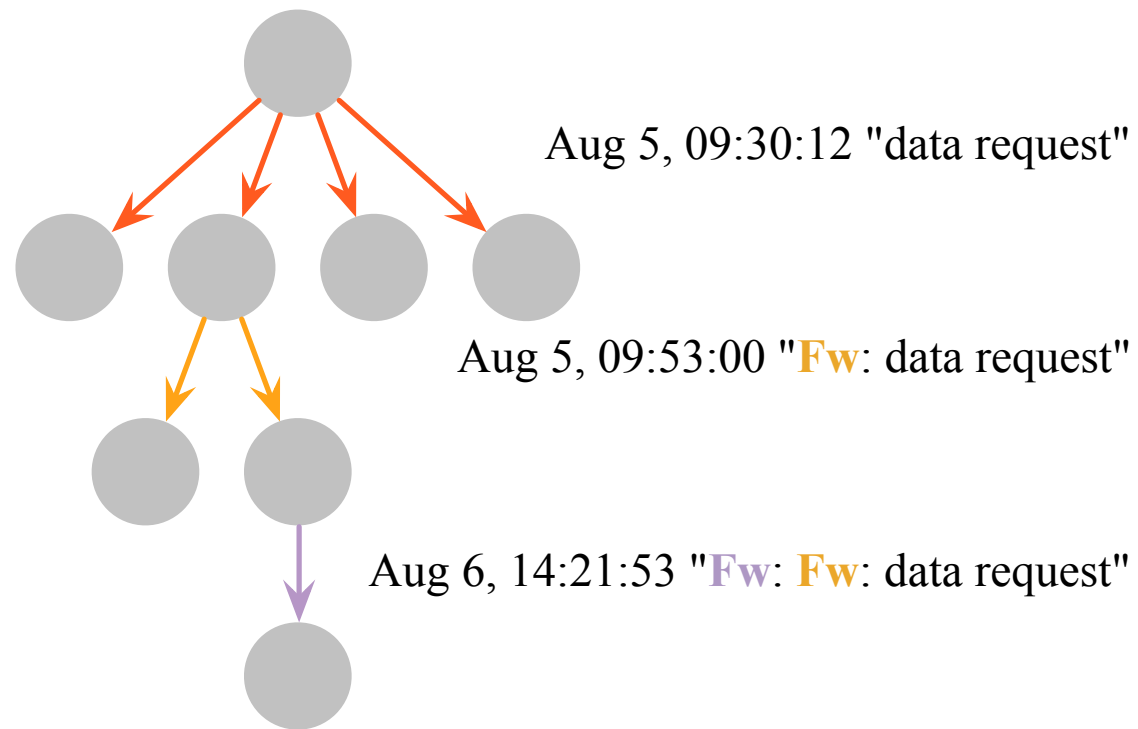 Aug 5, 09:30:12 "data request"
Aug 5, 09:53:00 "Fw: data request"
Aug 6, 14:21:53 "Fw: Fw: data request"